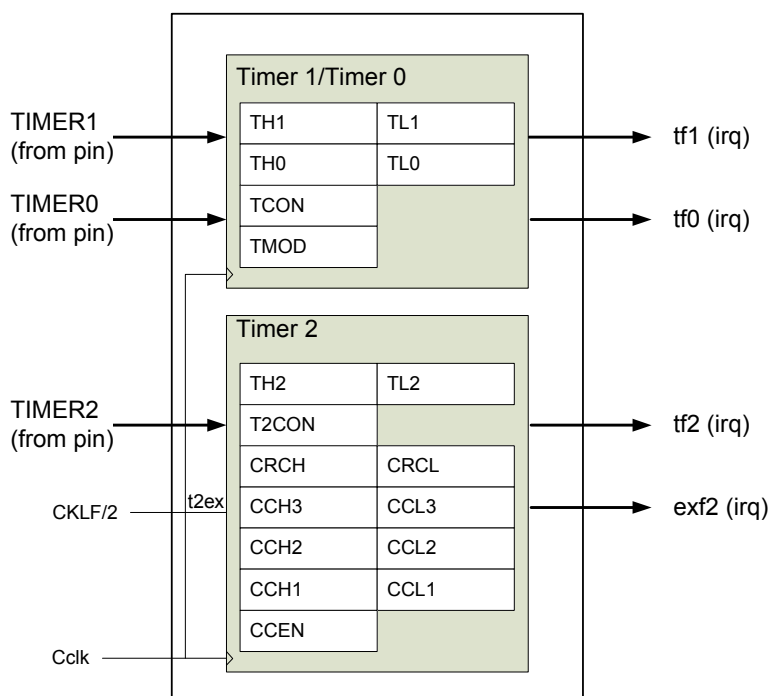 Timer 1/Timer 0
TIMER1
(from pin)
TH1 TL1
tf1 (irq)
TH0 TL0
TIMER0
(from pin)
TCON
tf0 (irq)
TMOD
Timer 2
TH2 TL2
TIMER2
(from pin)
T2CON
tf2 (irq)
CRCH CRCL
CKLF/2
t2ex
CCH3 CCL3
exf2 (irq)
CCH2 CCL2
CCH1 CCL1
CCEN
Cclk